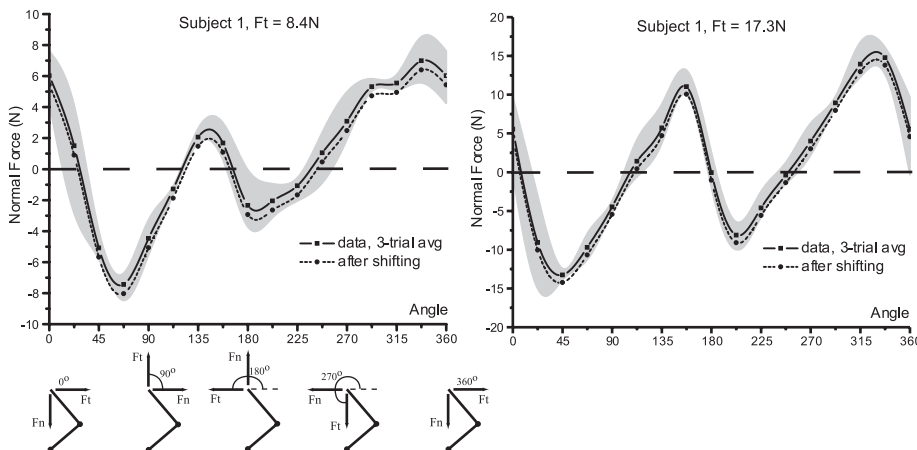 Subject 1, Ft = 8.4N
Normal Force (N)
10
8
6
4
2
0
-2
-4
-6
-8
-10
data, 3-trial avg
after shifting
Angle
0 45 90 135 180 225 270 315 360
Subject 1, Ft = 17.3N
Normal Force (N)
20
15
10
5
0
-5
-10
-15
-20
data, 3-trial avg
after shifting
Angle
0 45 90 135 180 225 270 315 360
0° Ft Fn
Ft 90° Fn
Fn 180° Ft
270° Fn Ft
360° Ft Fn